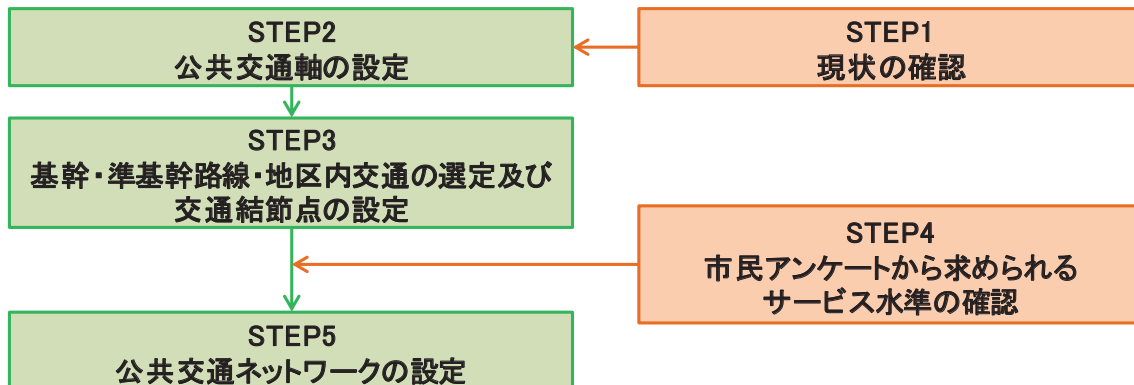 STEP2
公共交通軸の設定
STEP1
現状の確認
STEP3
基幹・準基幹路線・地区内交通の選定及び
交通結節点の設定
STEP4
市民アンケートから求められる
サービス水準の確認
STEP5
公共交通ネットワークの設定